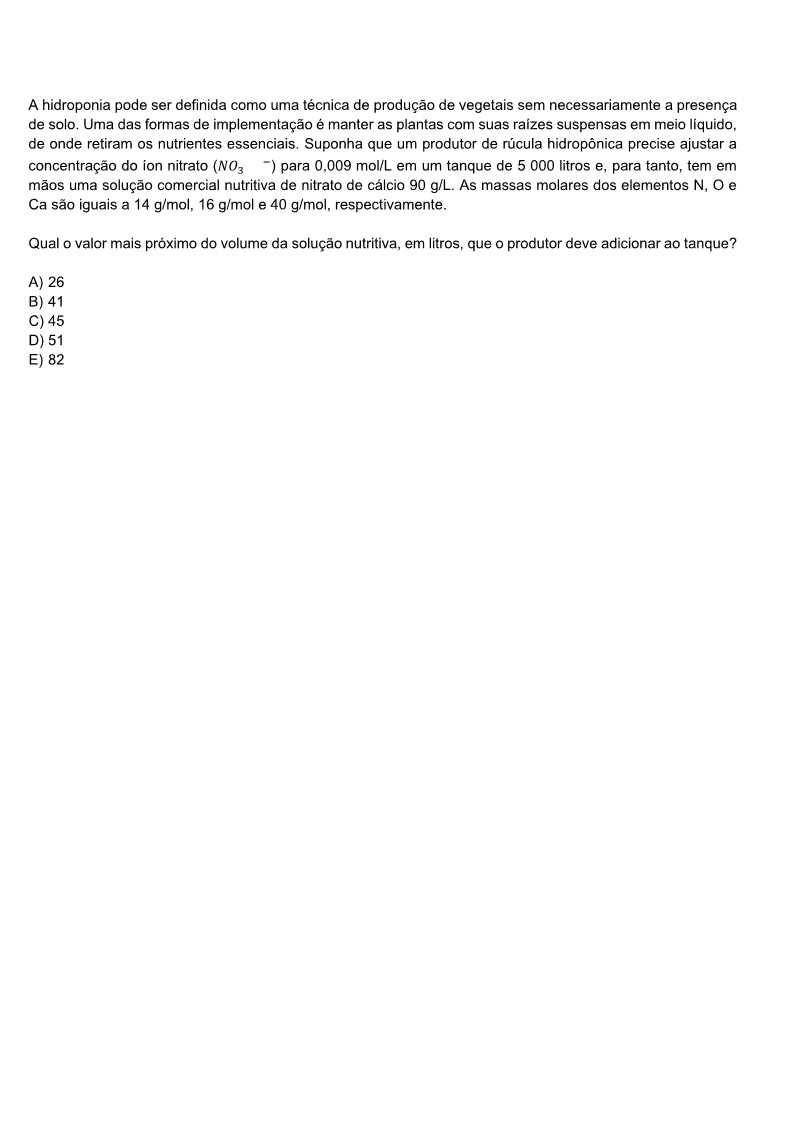 A hidroponia pode ser definida como uma técnica de produção de vegetais sem necessariamente a presença
de solo. Uma das formas de implementação é manter as plantas com suas raízes suspensas em meio líquido,
de onde retiram os nutrientes essenciais. Suponha que um produtor de rúcula hidropônica precise ajustar a
concentração do íon nitrato (𝑁𝑂₃ ⁻) para 0,009 mol/L em um tanque de 5 000 litros e, para tanto, tem em
mãos uma solução comercial nutritiva de nitrato de cálcio 90 g/L. As massas molares dos elementos N, O e
Ca são iguais a 14 g/mol, 16 g/mol e 40 g/mol, respectivamente.
Qual o valor mais próximo do volume da solução nutritiva, em litros, que o produtor deve adicionar ao tanque?
A) 26
B) 41
C) 45
D) 51
E) 82